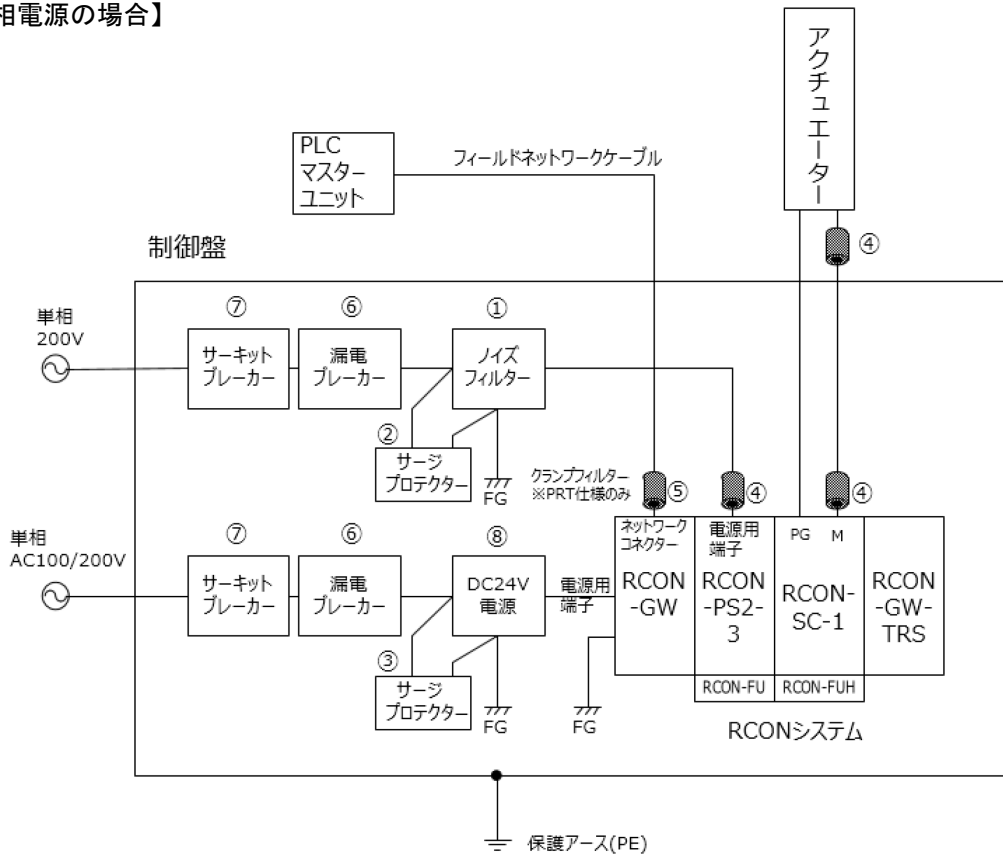 相電源の場合】
アクチュエーター
PLC
マスター
ユニット
フィールドネットワークケーブル
④
制御盤
単相
200V
⑦
⑥
①
サーキット
ブレーカー
漏電
ブレーカー
ノイズ
フィルター
②
サージ
プロテクター
FG
クランプフィルター
※PRT仕様のみ
⑤
④
④
単相
AC100/200V
⑦
⑥
⑧
サーキット
ブレーカー
漏電
ブレーカー
DC24V
電源
電源用
端子
③
サージ
プロテクター
FG
FG
ネットワーク
コネクター
RCON
-GW
電源用
端子
RCON
-PS2-
3
PG M
RCON-
SC-1
RCON
-GW-
TRS
RCON-FU
RCON-FUH
RCONシステム
保護アース(PE)